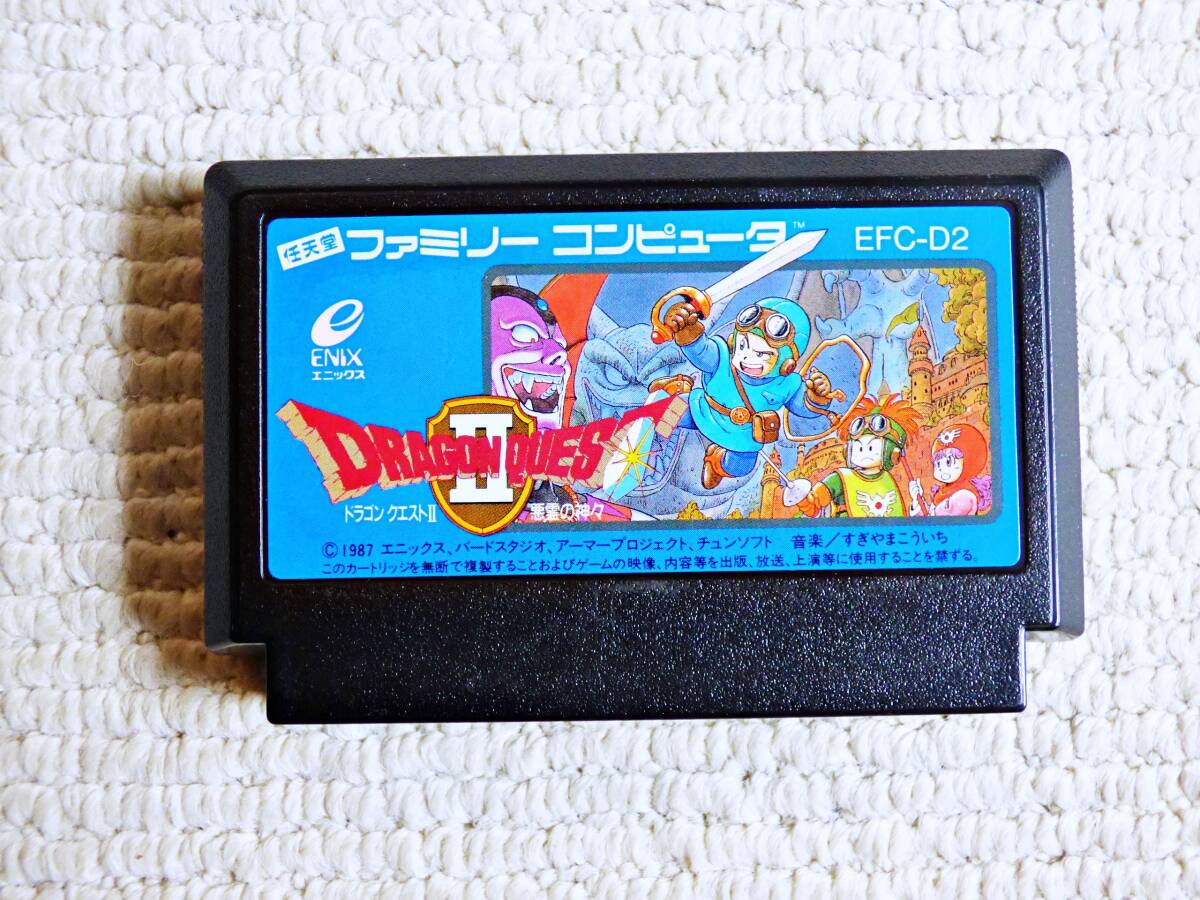 任天堂 ファミリー コンピュータ™ EFC-D2
e
ENIX
エニックス
DRAGON QUEST
II
ドラゴン クエストII 悪霊の神々
Ⓒ1987 エニックス、バードスタジオ、アーマープロジェクト、チュンソフト 音楽／すぎやまこういち
このカートリッジを無断で複製することおよびゲームの映像、内容等を出版、放送、上演等に使用することを禁ずる。